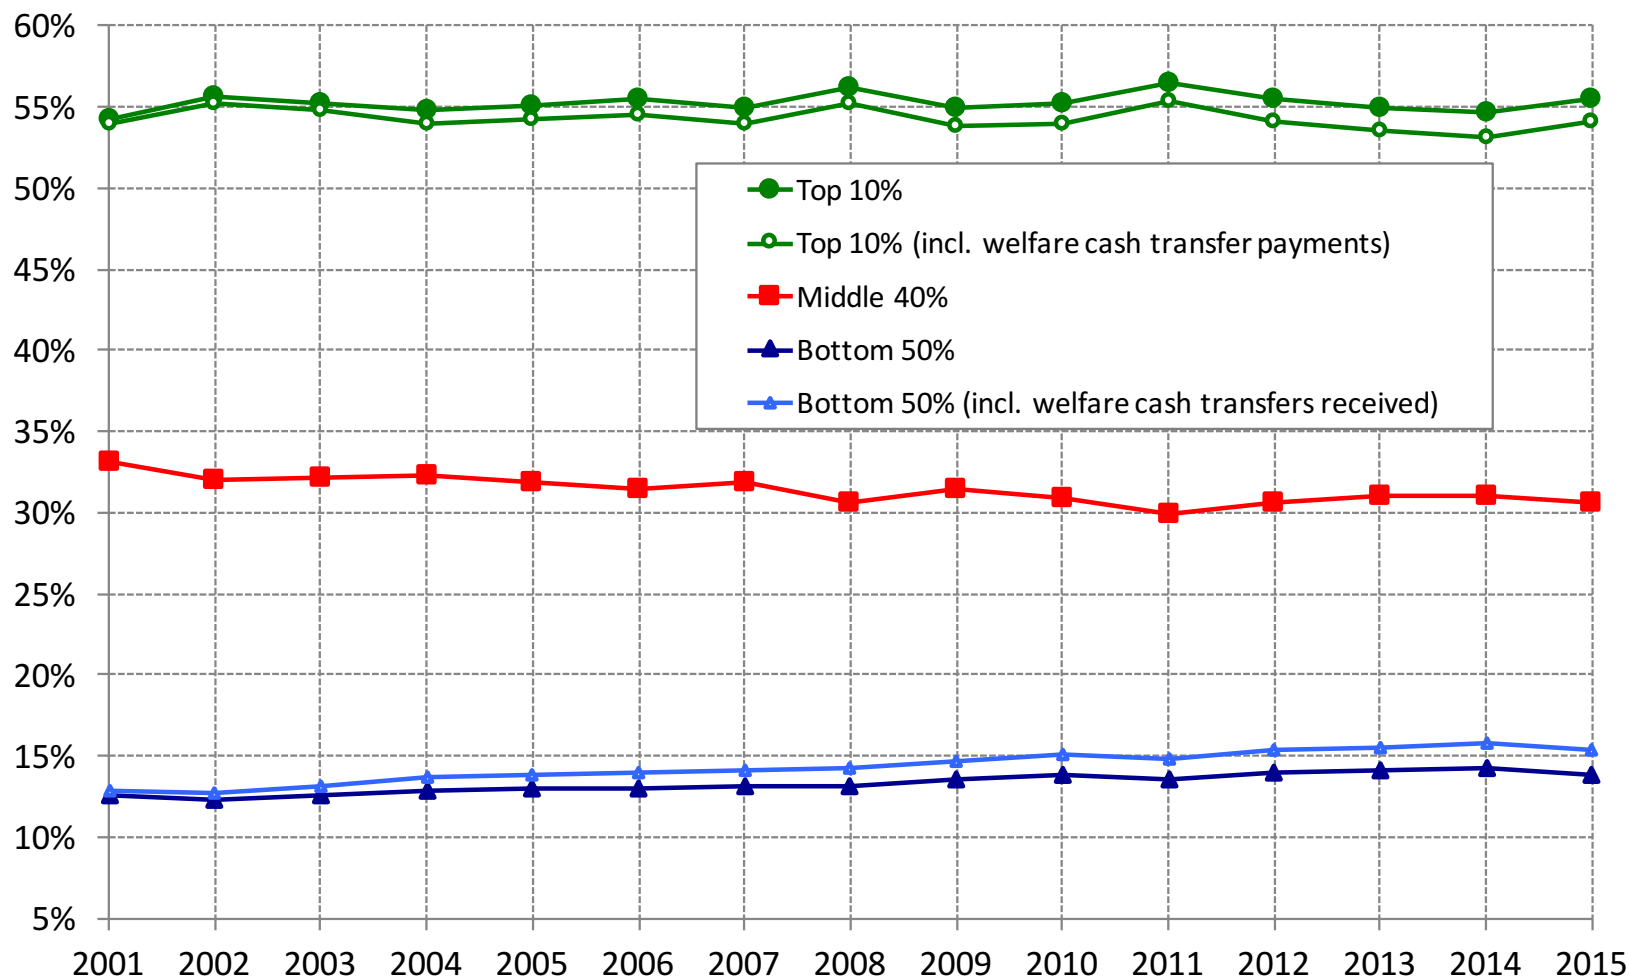 60%
55%
50%
45%
40%
35%
30%
25%
20%
15%
10%
5%
Top 10%
Top 10% (incl. welfare cash transfer payments)
Middle 40%
Bottom 50%
Bottom 50% (incl. welfare cash transfers received)
2001 2002 2003 2004 2005 2006 2007 2008 2009 2010 2011 2012 2013 2014 2015